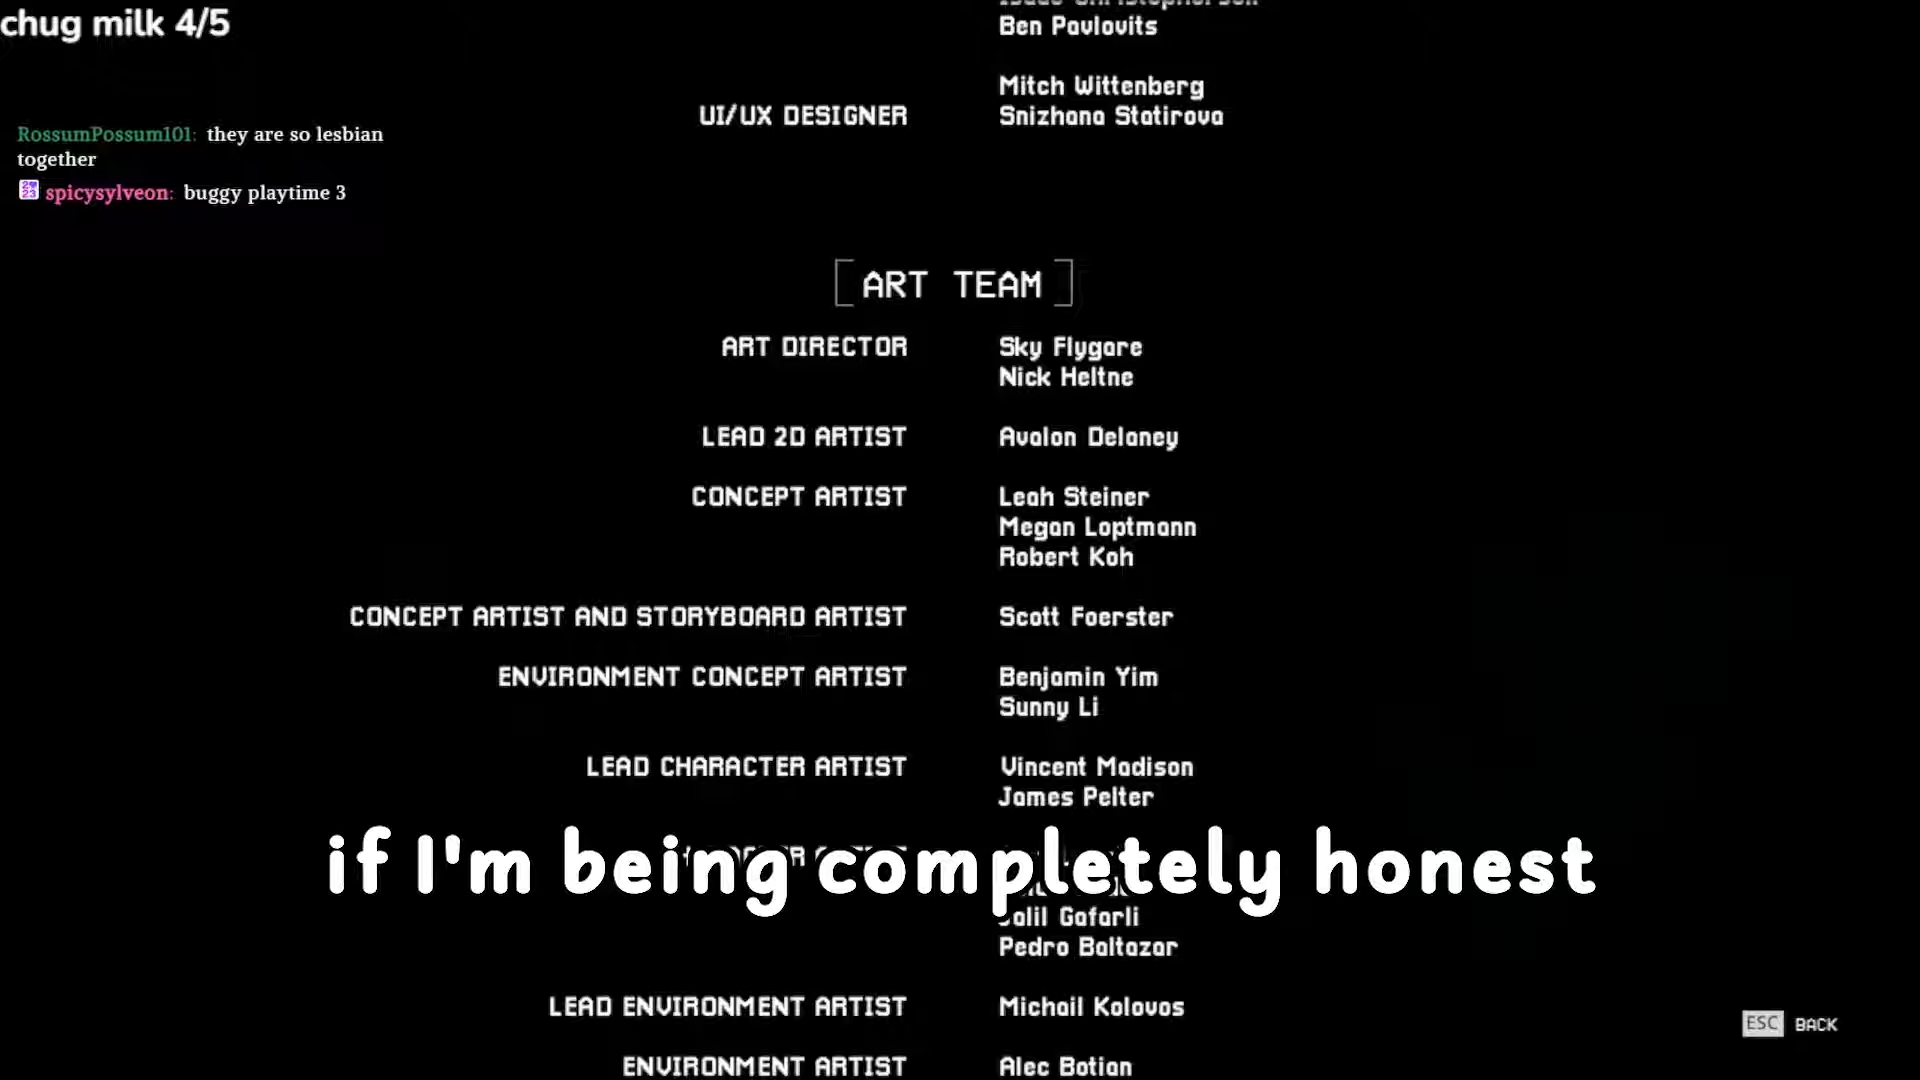 chug milk 4/5
RossumPossum101: they are so lesbian
together
spicysylveon: buggy playtime 3
Ben Pavlovits
Mitch Wittenberg
UI/UX DESIGNER Snizhana Statirova
ART TEAM
ART DIRECTOR Sky Flygare
Nick Heltne
LEAD 2D ARTIST Avalon Delaney
CONCEPT ARTIST Leah Steiner
Megan Loptmann
Robert Koh
CONCEPT ARTIST AND STORYBOARD ARTIST Scott Foerster
ENVIRONMENT CONCEPT ARTIST Benjamin Yim
Sunny Li
LEAD CHARACTER ARTIST Vincent Madison
James Pelter
if I'm being completely honest
Jalil Gafarli
Pedro Baltazar
LEAD ENVIRONMENT ARTIST Michail Kolovos
ESC BACK
ENVIRONMENT ARTIST Alec Botian